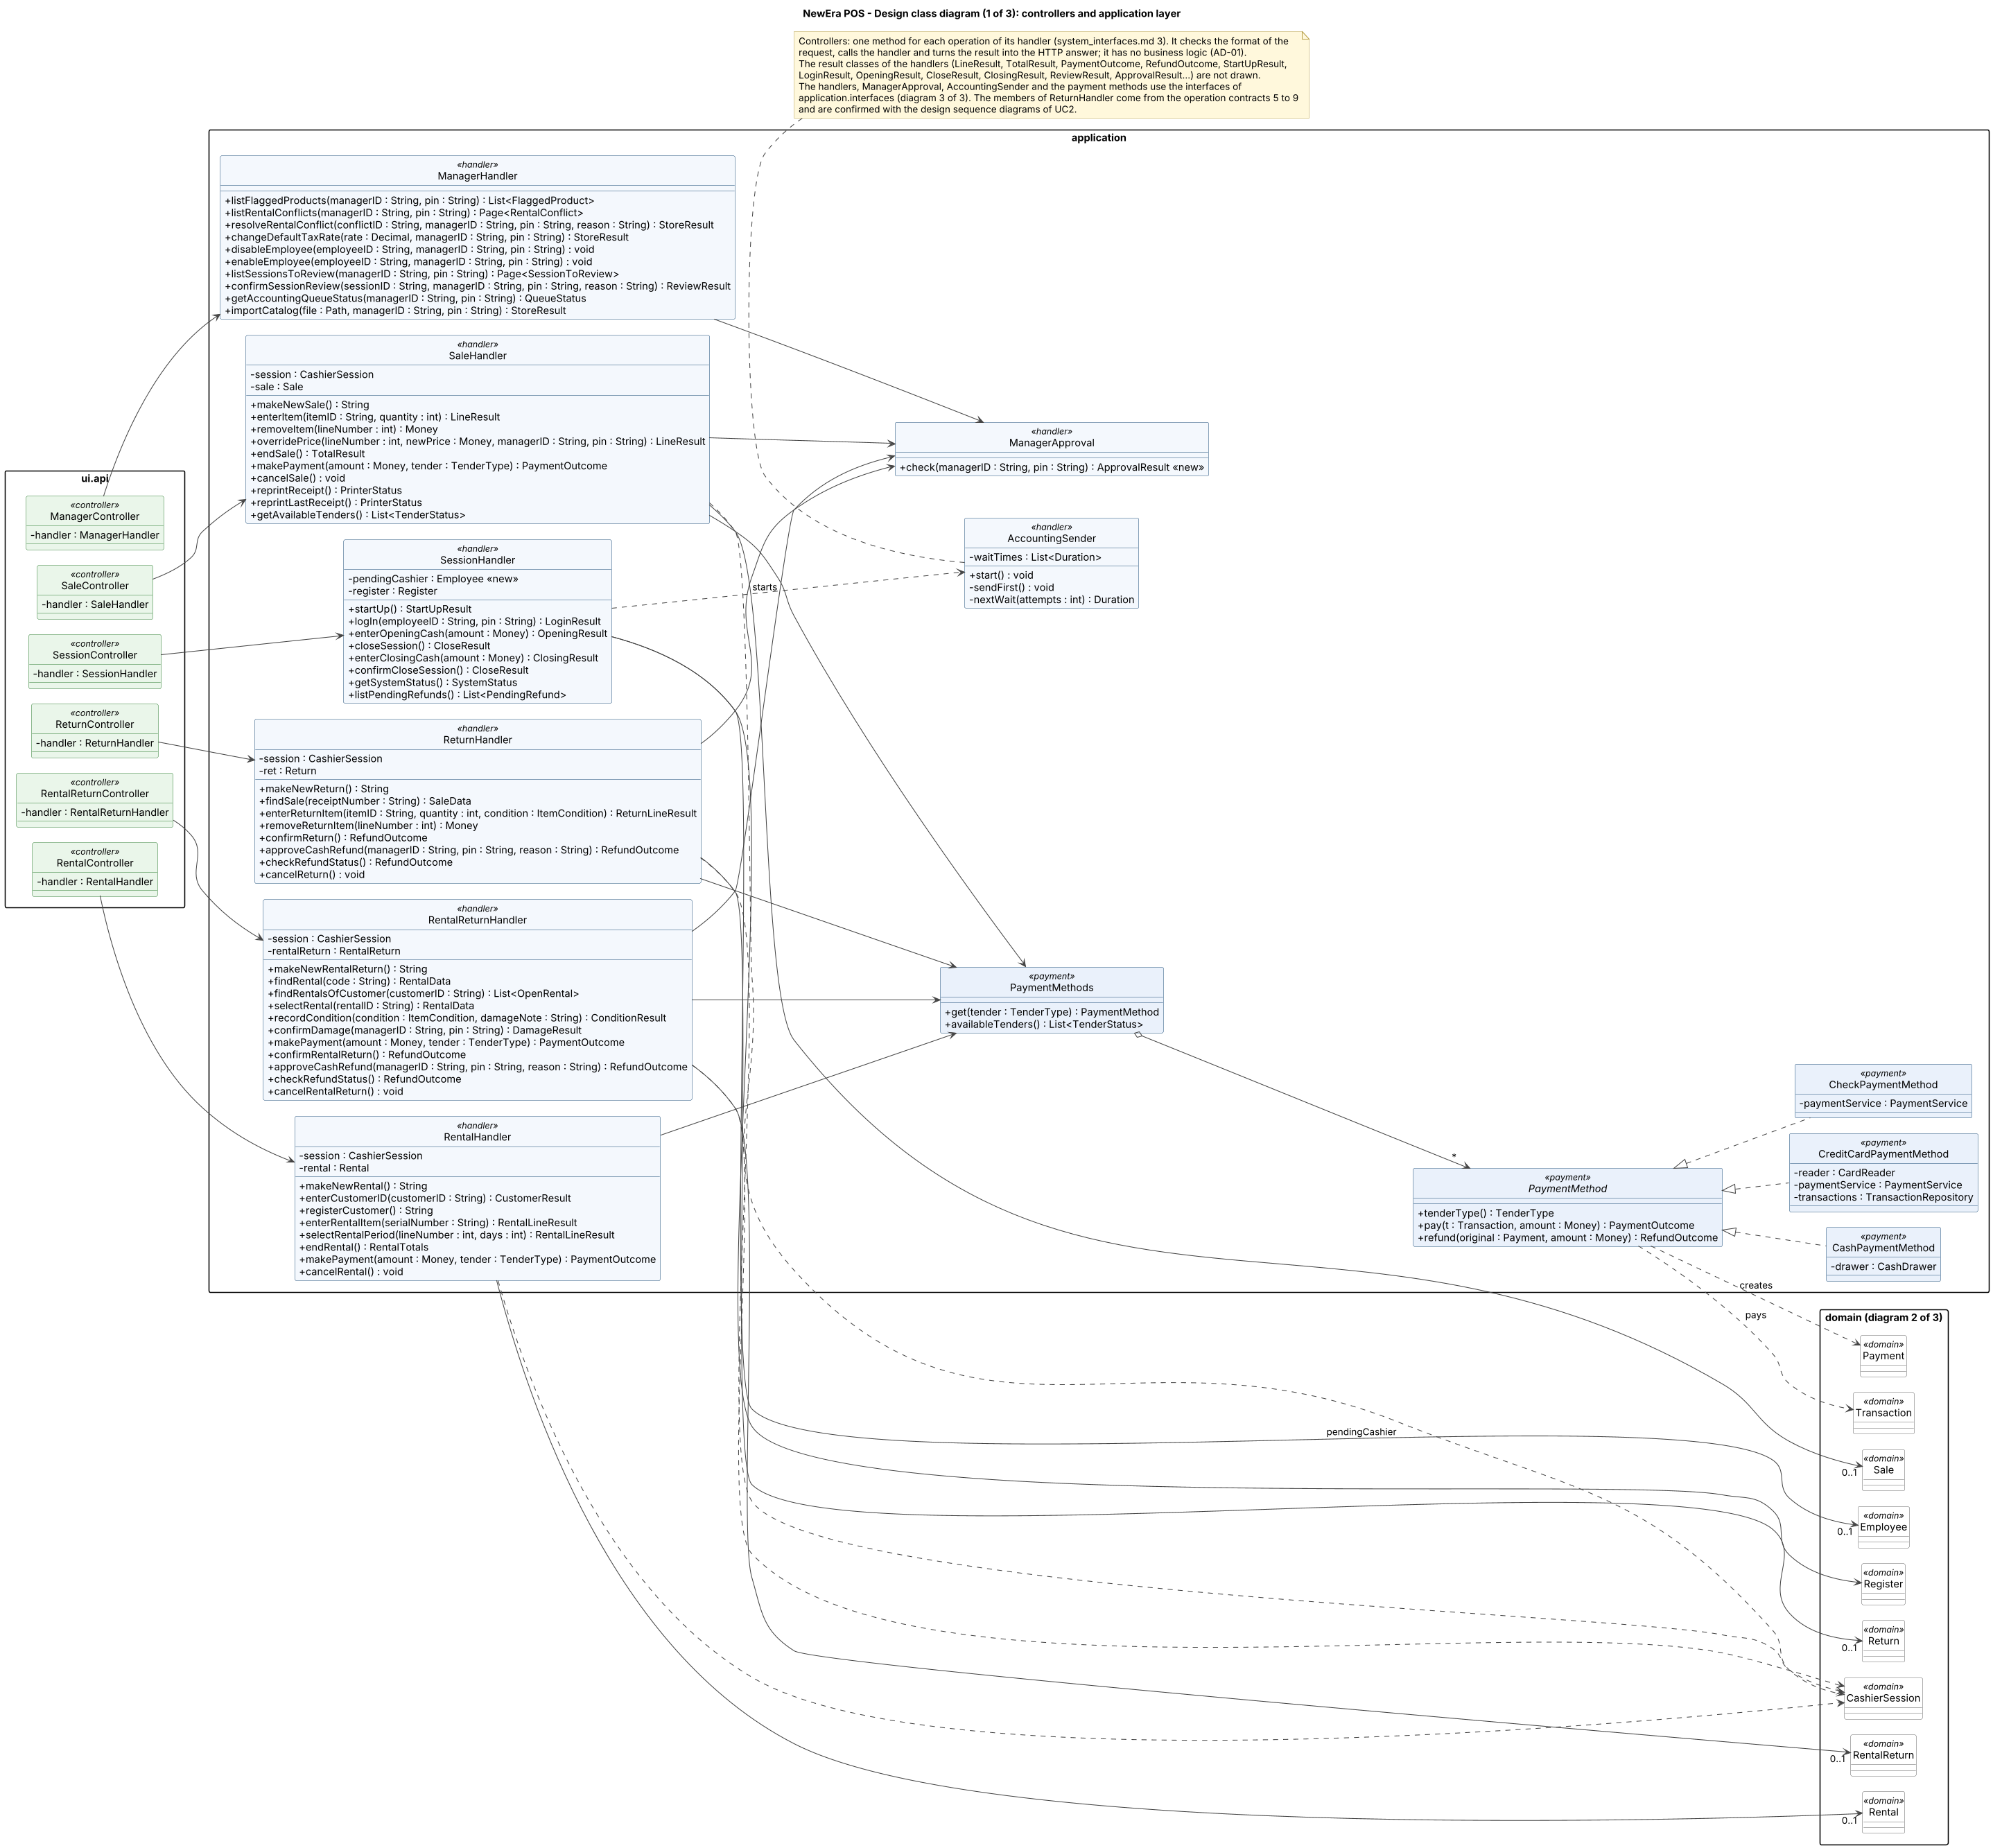 NewEra POS - Design class diagram (1 of 3): controllers and application layer
Controllers: one method for each operation of its handler (system_interfaces.md 3). It checks the format of the
request, calls the handler and turns the result into the HTTP answer; it has no business logic (AD-01).
The result classes of the handlers (LineResult, TotalResult, PaymentOutcome, RefundOutcome, StartUpResult,
LoginResult, OpeningResult, CloseResult, ClosingResult, ReviewResult, ApprovalResult...) are not drawn.
The handlers, ManagerApproval, AccountingSender and the payment methods use the interfaces of
application.interfaces (diagram 3 of 3). The members of ReturnHandler come from the operation contracts 5 to 9
and are confirmed with the design sequence diagrams of UC2.
application
«handler»
ManagerHandler
+listFlaggedProducts(managerID : String, pin : String) : List<FlaggedProduct>
+listRentalConflicts(managerID : String, pin : String) : Page<RentalConflict>
+resolveRentalConflict(conflictID : String, managerID : String, pin : String, reason : String) : StoreResult
+changeDefaultTaxRate(rate : Decimal, managerID : String, pin : String) : StoreResult
+disableEmployee(employeeID : String, managerID : String, pin : String) : void
+enableEmployee(employeeID : String, managerID : String, pin : String) : void
+listSessionsToReview(managerID : String, pin : String) : Page<SessionToReview>
+confirmSessionReview(sessionID : String, managerID : String, pin : String, reason : String) : ReviewResult
+getAccountingQueueStatus(managerID : String, pin : String) : QueueStatus
+importCatalog(file : Path, managerID : String, pin : String) : StoreResult
«handler»
SaleHandler
-session : CashierSession
-sale : Sale
+makeNewSale() : String
+enterItem(itemID : String, quantity : int) : LineResult
+removeItem(lineNumber : int) : Money
+overridePrice(lineNumber : int, newPrice : Money, managerID : String, pin : String) : LineResult
+endSale() : TotalResult
+makePayment(amount : Money, tender : TenderType) : PaymentOutcome
+cancelSale() : void
+reprintReceipt() : PrinterStatus
+reprintLastReceipt() : PrinterStatus
+getAvailableTenders() : List<TenderStatus>
«handler»
ManagerApproval
+check(managerID : String, pin : String) : ApprovalResult «new»
ui.api
«controller»
ManagerController
-handler : ManagerHandler
«controller»
SaleController
-handler : SaleHandler
«controller»
SessionController
-handler : SessionHandler
«controller»
ReturnController
-handler : ReturnHandler
«controller»
RentalReturnController
-handler : RentalReturnHandler
«controller»
RentalController
-handler : RentalHandler
«handler»
SessionHandler
-pendingCashier : Employee «new»
-register : Register
+startUp() : StartUpResult
+logIn(employeeID : String, pin : String) : LoginResult
+enterOpeningCash(amount : Money) : OpeningResult
+closeSession() : CloseResult
+enterClosingCash(amount : Money) : ClosingResult
+confirmCloseSession() : CloseResult
+getSystemStatus() : SystemStatus
+listPendingRefunds() : List<PendingRefund>
starts
«handler»
AccountingSender
-waitTimes : List<Duration>
+start() : void
-sendFirst() : void
-nextWait(attempts : int) : Duration
«handler»
ReturnHandler
-session : CashierSession
-ret : Return
+makeNewReturn() : String
+findSale(receiptNumber : String) : SaleData
+enterReturnItem(itemID : String, quantity : int, condition : ItemCondition) : ReturnLineResult
+removeReturnItem(lineNumber : int) : Money
+confirmReturn() : RefundOutcome
+approveCashRefund(managerID : String, pin : String, reason : String) : RefundOutcome
+checkRefundStatus() : RefundOutcome
+cancelReturn() : void
«handler»
RentalReturnHandler
-session : CashierSession
-rentalReturn : RentalReturn
+makeNewRentalReturn() : String
+findRental(code : String) : RentalData
+findRentalsOfCustomer(customerID : String) : List<OpenRental>
+selectRental(rentalID : String) : RentalData
+recordCondition(condition : ItemCondition, damageNote : String) : ConditionResult
+confirmDamage(managerID : String, pin : String) : DamageResult
+makePayment(amount : Money, tender : TenderType) : PaymentOutcome
+confirmRentalReturn() : RefundOutcome
+approveCashRefund(managerID : String, pin : String, reason : String) : RefundOutcome
+checkRefundStatus() : RefundOutcome
+cancelRentalReturn() : void
«payment»
PaymentMethods
+get(tender : TenderType) : PaymentMethod
+availableTenders() : List<TenderStatus>
«handler»
RentalHandler
-session : CashierSession
-rental : Rental
+makeNewRental() : String
+enterCustomerID(customerID : String) : CustomerResult
+registerCustomer() : String
+enterRentalItem(serialNumber : String) : RentalLineResult
+selectRentalPeriod(lineNumber : int, days : int) : RentalLineResult
+endRental() : RentalTotals
+makePayment(amount : Money, tender : TenderType) : PaymentOutcome
+cancelRental() : void
*
«payment»
PaymentMethod
+tenderType() : TenderType
+pay(t : Transaction, amount : Money) : PaymentOutcome
+refund(original : Payment, amount : Money) : RefundOutcome
«payment»
CheckPaymentMethod
-paymentService : PaymentService
«payment»
CreditCardPaymentMethod
-reader : CardReader
-paymentService : PaymentService
-transactions : TransactionRepository
«payment»
CashPaymentMethod
-drawer : CashDrawer
creates
pays
pendingCashier
domain (diagram 2 of 3)
«domain»
Payment
«domain»
Transaction
«domain»
Sale
0..1
«domain»
Employee
0..1
«domain»
Register
«domain»
Return
0..1
«domain»
CashierSession
«domain»
RentalReturn
0..1
«domain»
Rental
0..1